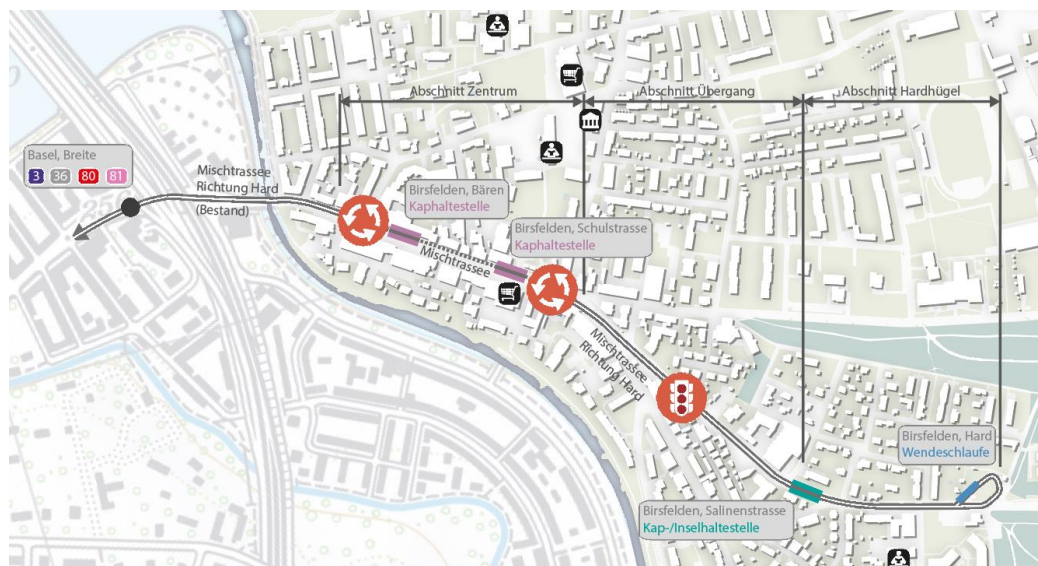 Abschnitt Zentrum
Abschnitt Übergang
Abschnitt Hardhügel
Basel, Breite
3 36 80 81
Mischtrassee
Richtung Hard
(Bestand)
Birsfelden, Bären
Kaphaltestelle
Birsfelden, Schulstrasse
Kaphaltestelle
Mischtrassee
Mischtrassee
Richtung Hard
Birsfelden, Hard
Wendeschlaufe
Birsfelden, Salinenstrasse
Kap-/Inselhaltestelle